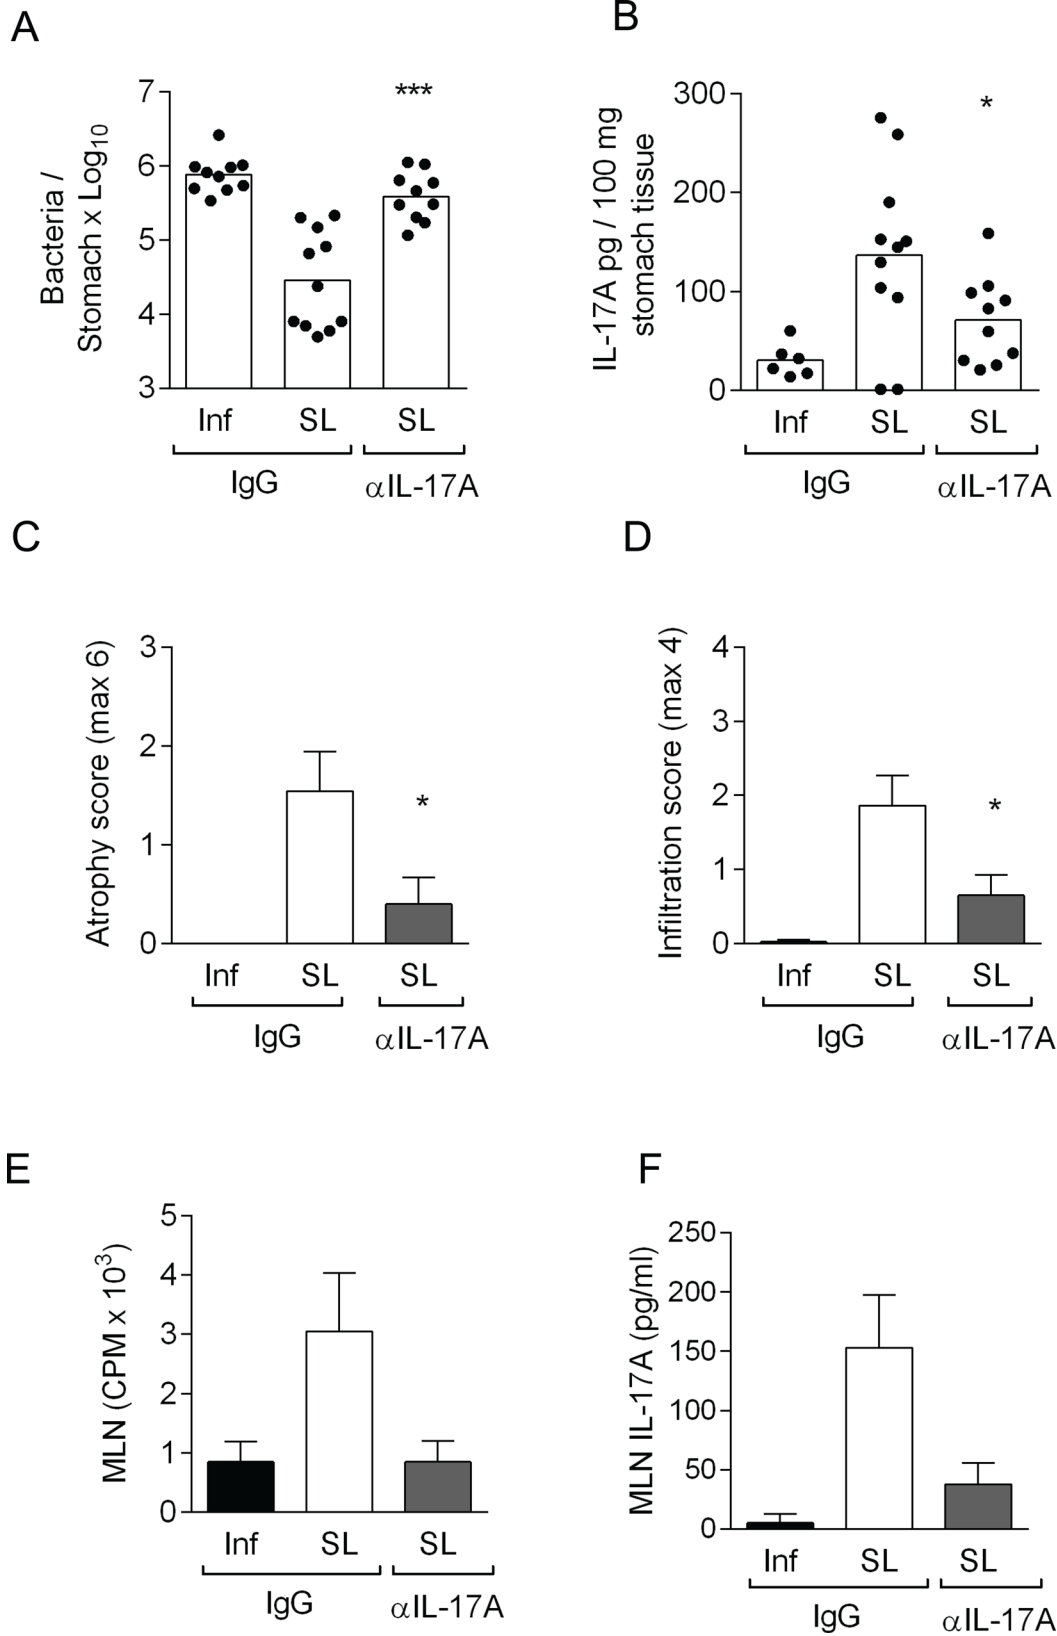 A
Bacteria /
Stomach x Log10
7
6
5
4
3
***
Inf SL SL
IgG αIL-17A
B
IL-17A pg / 100 mg
stomach tissue
300
200
100
0
*
Inf SL SL
IgG αIL-17A
C
Atrophy score (max 6)
3
2
1
0
*
Inf SL SL
IgG αIL-17A
D
Infiltration score (max 4)
4
3
2
1
0
*
Inf SL SL
IgG αIL-17A
E
MLN (CPM x 10³)
5
4
3
2
1
0
Inf SL SL
IgG αIL-17A
F
MLN IL-17A (pg/ml)
250
200
150
100
50
0
Inf SL SL
IgG αIL-17A